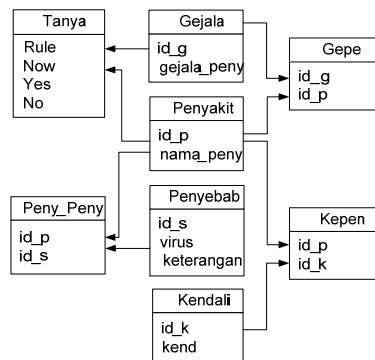 Tanya
Rule
Now
Yes
No
Gejala
id_g
gejala_peny
Gepe
id_g
id_p
Penyakit
id_p
nama_peny
Peny_Peny
id_p
id_s
Penyebab
id_s
virus
keterangan
Kepen
id_p
id_k
Kendali
id_k
kend